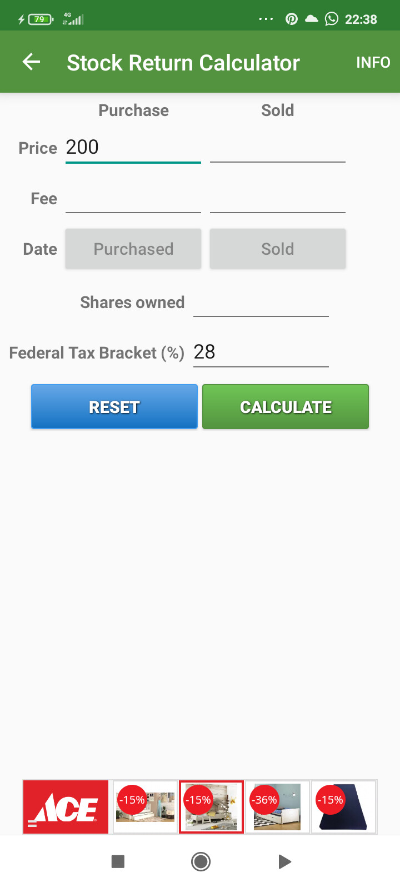 79 4G ... 22:38
Stock Return Calculator INFO
Purchase Sold
Price 200
Fee
Date Purchased Sold
Shares owned
Federal Tax Bracket (%) 28
RESET CALCULATE
ACE -15% -15% -36% -15%